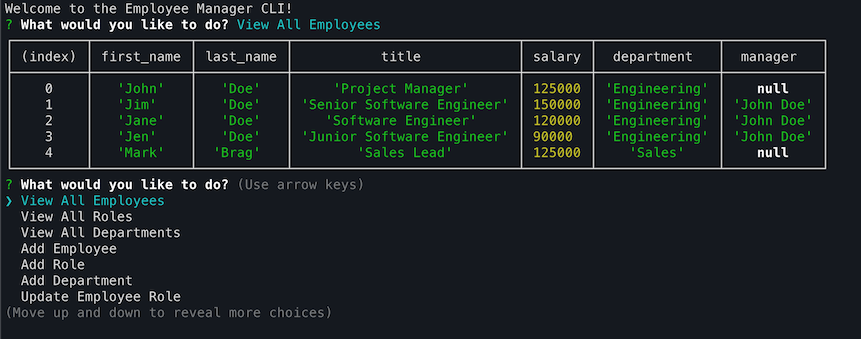 Welcome to the Employee Manager CLI!
? What would you like to do? View All Employees
(index) first_name last_name title salary department manager
0 'John' 'Doe' 'Project Manager' 125000 'Engineering' null
1 'Jim' 'Doe' 'Senior Software Engineer' 150000 'Engineering' 'John Doe'
2 'Jane' 'Doe' 'Software Engineer' 120000 'Engineering' 'John Doe'
3 'Jen' 'Doe' 'Junior Software Engineer' 90000 'Engineering' 'John Doe'
4 'Mark' 'Brag' 'Sales Lead' 125000 'Sales' null
? What would you like to do? (Use arrow keys)
❯ View All Employees
View All Roles
View All Departments
Add Employee
Add Role
Add Department
Update Employee Role
(Move up and down to reveal more choices)